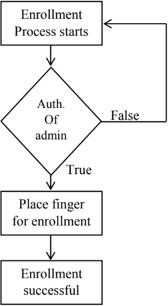 Enrollment
Process starts
Auth.
Of
admin
False
True
Place finger
for enrollment
Enrollment
successful